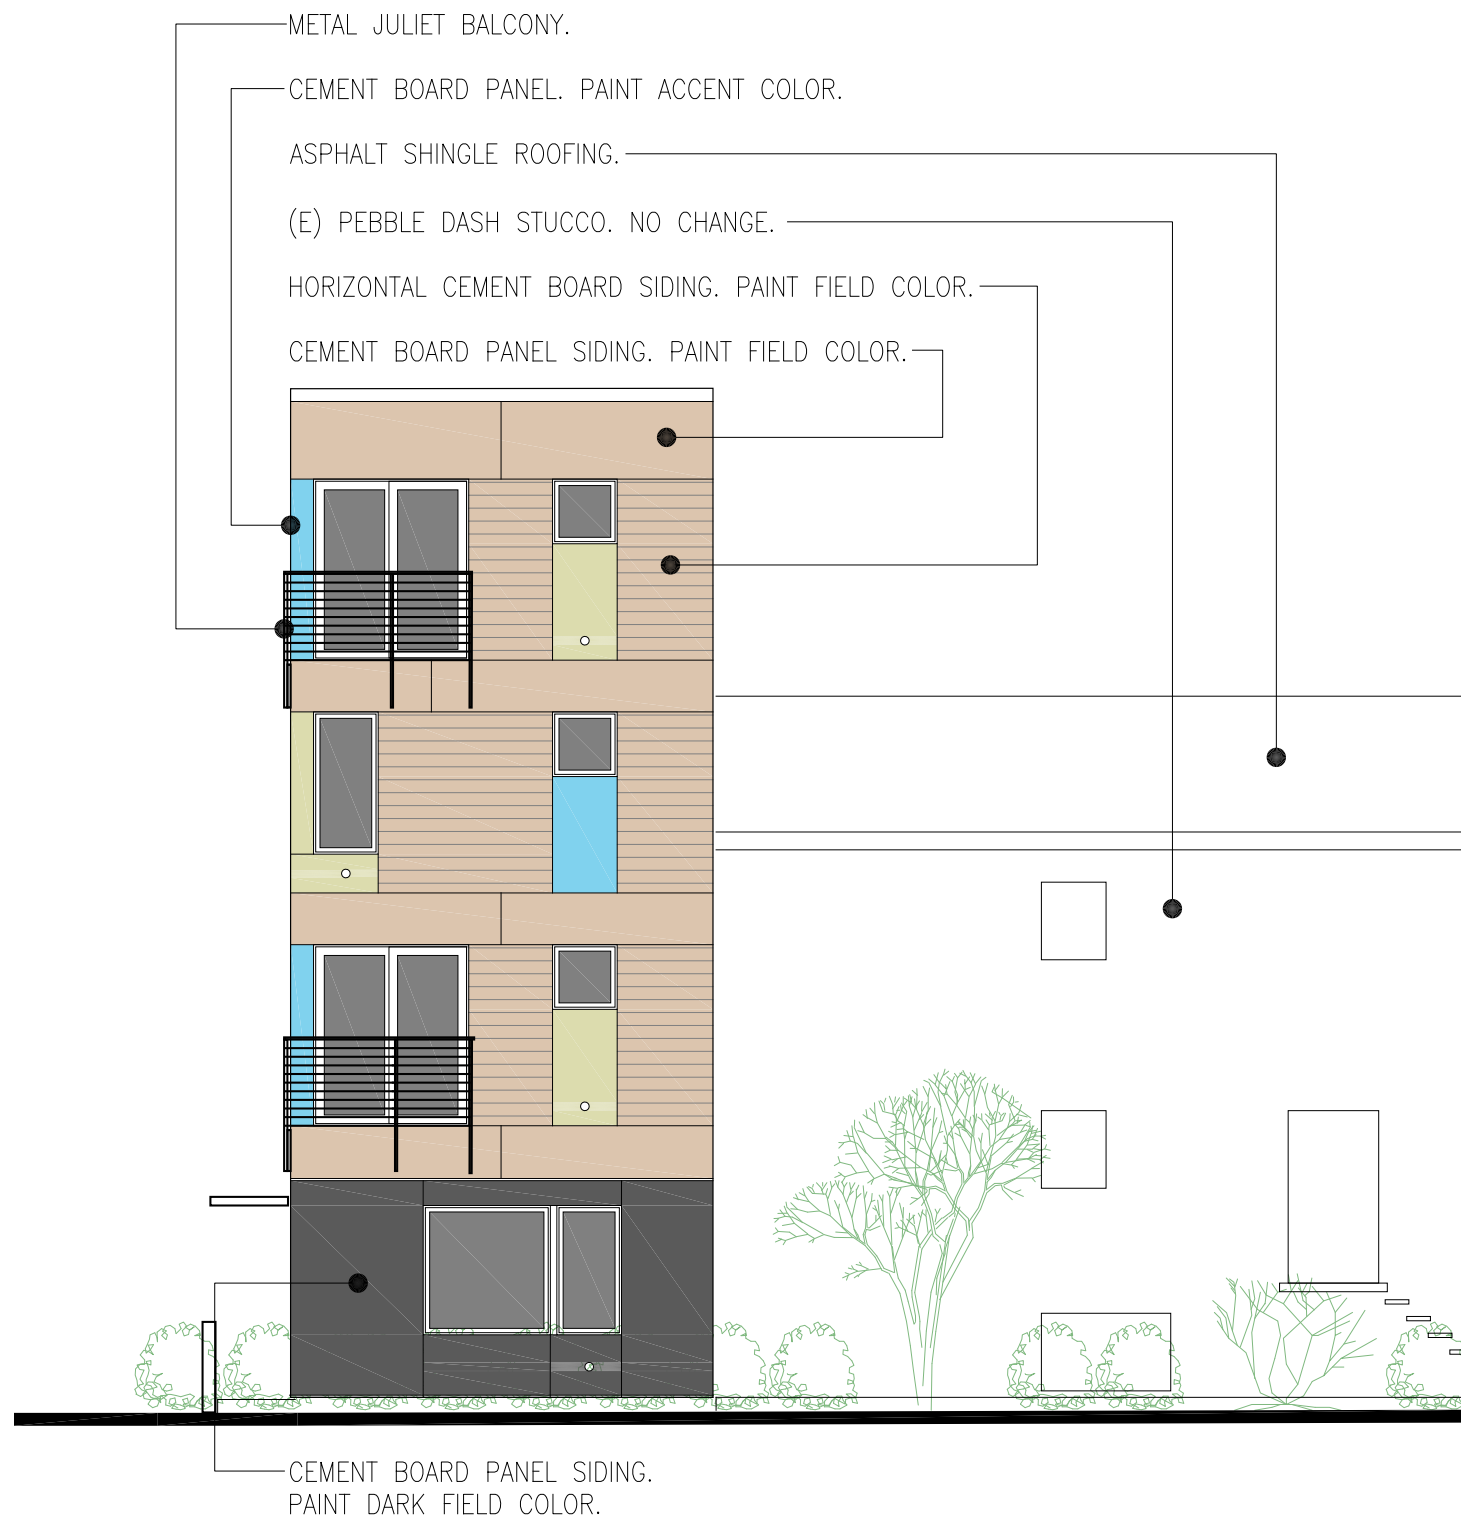 METAL JULIET BALCONY.
CEMENT BOARD PANEL. PAINT ACCENT COLOR.
ASPHALT SHINGLE ROOFING.
(E) PEBBLE DASH STUCCO. NO CHANGE.
HORIZONTAL CEMENT BOARD SIDING. PAINT FIELD COLOR.
CEMENT BOARD PANEL SIDING. PAINT FIELD COLOR.
CEMENT BOARD PANEL SIDING.
PAINT DARK FIELD COLOR.